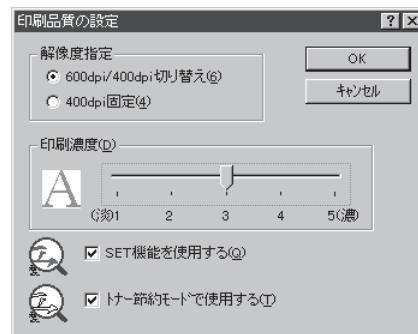 印刷品質の設定
解像度指定
600dpi/400dpi切り替え(6)
400dpi固定(4)
OK
キャンセル
印刷濃度(D)
A
(淡)1 2 3 4 5(濃)
SET機能を使用する(Q)
トナー節約モードで使用する(T)